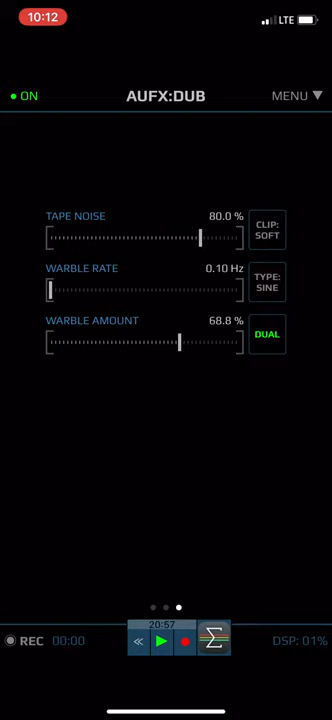 10:12
LTE
ON
AUFX:DUB
MENU ▼
TAPE NOISE
80.0 %
CLIP:
SOFT
WARBLE RATE
0.10 Hz
TYPE:
SINE
WARBLE AMOUNT
68.8 %
DUAL
20:57
REC
00:00
Σ
DSP: 01%